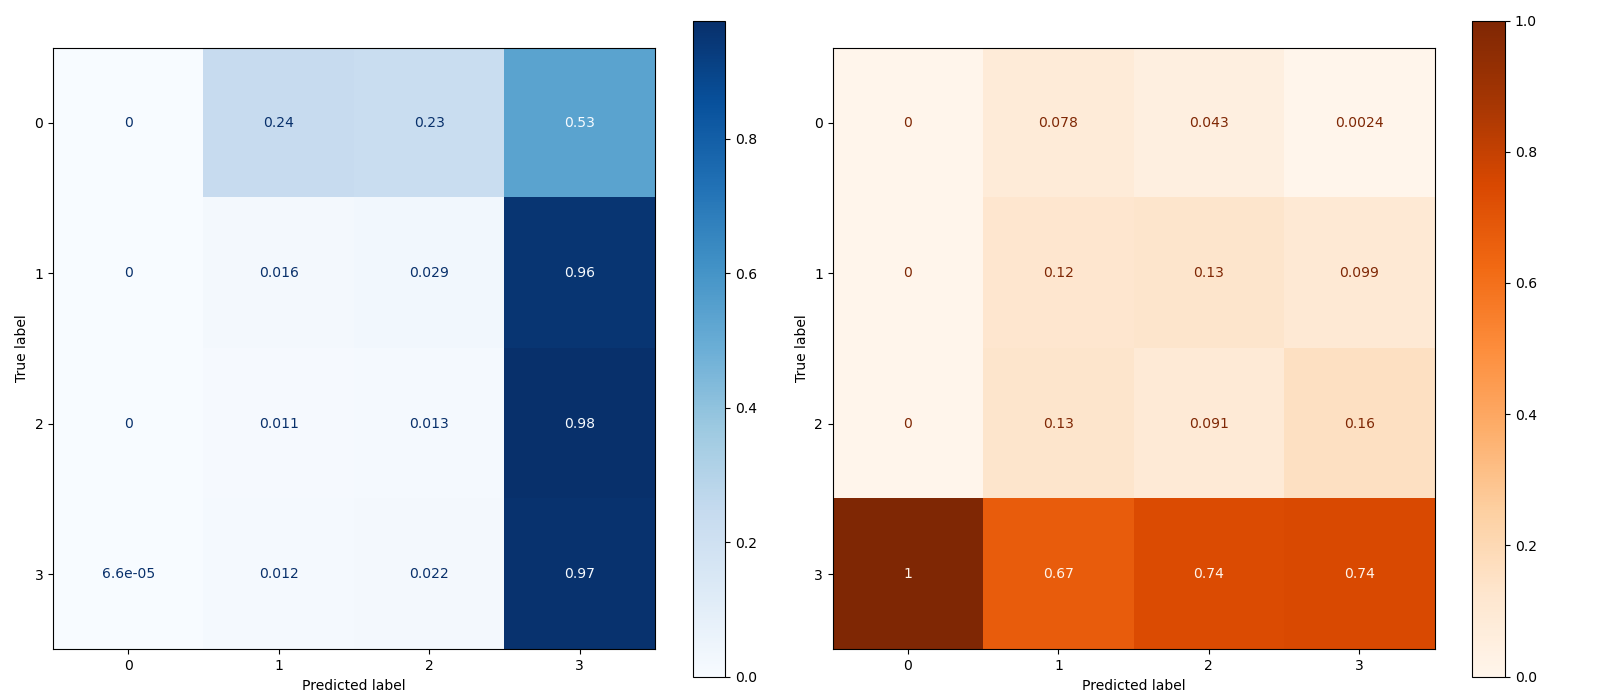 1.0
0 0 0.24 0.23 0.53 0 0 0.078 0.043 0.0024
0.8 0.8
1 0 0.016 0.029 0.96 1 0 0.12 0.13 0.099
0.6 0.6
True label True label
0.4 0.4
2 0 0.011 0.013 0.98 2 0 0.13 0.091 0.16
0.2 0.2
3 6.6e-05 0.012 0.022 0.97 3 1 0.67 0.74 0.74
0 1 2 3 0.0 0 1 2 3 0.0
Predicted label Predicted label